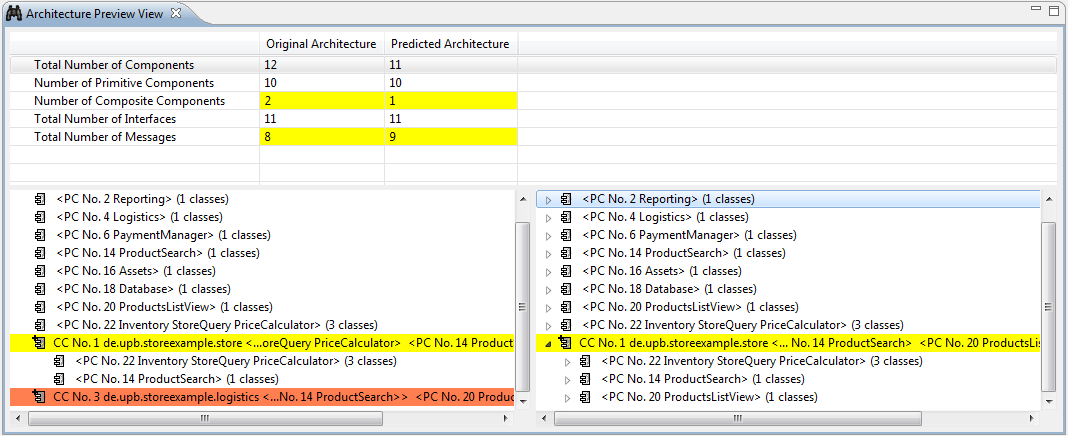 Architecture Preview View
Original Architecture Predicted Architecture
Total Number of Components 12 11
Number of Primitive Components 10 10
Number of Composite Components 2 1
Total Number of Interfaces 11 11
Total Number of Messages 8 9
<PC No. 2 Reporting> (1 classes)
<PC No. 4 Logistics> (1 classes)
<PC No. 6 PaymentManager> (1 classes)
<PC No. 14 ProductSearch> (1 classes)
<PC No. 16 Assets> (1 classes)
<PC No. 18 Database> (1 classes)
<PC No. 20 ProductsListView> (1 classes)
<PC No. 22 Inventory StoreQuery PriceCalculator> (3 classes)
CC No. 1 de.upb.storeexample.store <...oreQuery PriceCalculator> <PC No. 14 Product
<PC No. 22 Inventory StoreQuery PriceCalculator> (3 classes)
<PC No. 14 ProductSearch> (1 classes)
CC No. 3 de.upb.storeexample.logistics <...No. 14 ProductSearch>> <PC No. 20 Produc
<PC No. 2 Reporting> (1 classes)
<PC No. 4 Logistics> (1 classes)
<PC No. 6 PaymentManager> (1 classes)
<PC No. 14 ProductSearch> (1 classes)
<PC No. 16 Assets> (1 classes)
<PC No. 18 Database> (1 classes)
<PC No. 20 ProductsListView> (1 classes)
<PC No. 22 Inventory StoreQuery PriceCalculator> (3 classes)
CC No. 1 de.upb.storeexample.store <... No. 14 ProductSearch> <PC No. 20 ProductsLi
<PC No. 22 Inventory StoreQuery PriceCalculator> (3 classes)
<PC No. 14 ProductSearch> (1 classes)
<PC No. 20 ProductsListView> (1 classes)